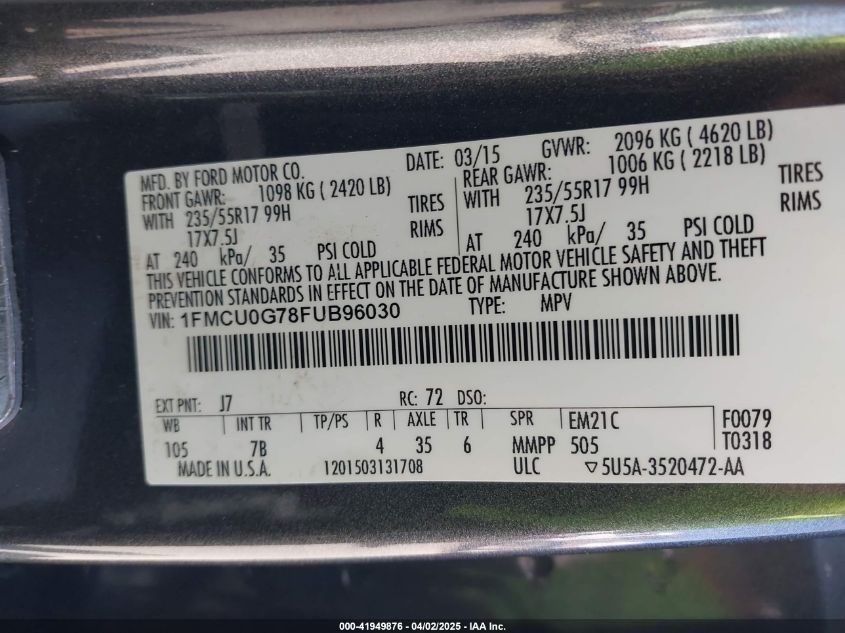 MFD. BY FORD MOTOR CO. DATE: 03/15 GVWR: 2096 KG ( 4620 LB)
FRONT GAWR: 1098 KG ( 2420 LB) REAR GAWR: 1006 KG ( 2218 LB)
WITH 235/55R17 99H TIRES WITH 235/55R17 99H TIRES
17X7.5J RIMS 17X7.5J RIMS
AT 240 kPa/ 35 PSI COLD AT 240 kPa/ 35 PSI COLD
THIS VEHICLE CONFORMS TO ALL APPLICABLE FEDERAL MOTOR VEHICLE SAFETY AND THEFT
PREVENTION STANDARDS IN EFFECT ON THE DATE OF MANUFACTURE SHOWN ABOVE.
VIN: 1FMCU0G78FUB96030 TYPE: MPV
EXT PNT: J7 RC: 72 DSO:
WB INT TR TP/PS R AXLE TR SPR EM21C F0079
105 7B 4 35 6 MMPP 505 T0318
MADE IN U.S.A. 1201503131708 ULC ▽5U5A-3520472-AA
000-41949876 - 04/02/2025 - IAA Inc.